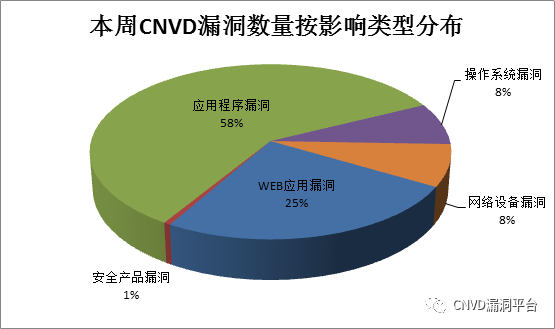 本周CNVD漏洞数量按影响类型分布
操作系统漏洞
8%
应用程序漏洞
58%
WEB应用漏洞
25%
网络设备漏洞
8%
安全产品漏洞
1%
CNVD漏洞平台